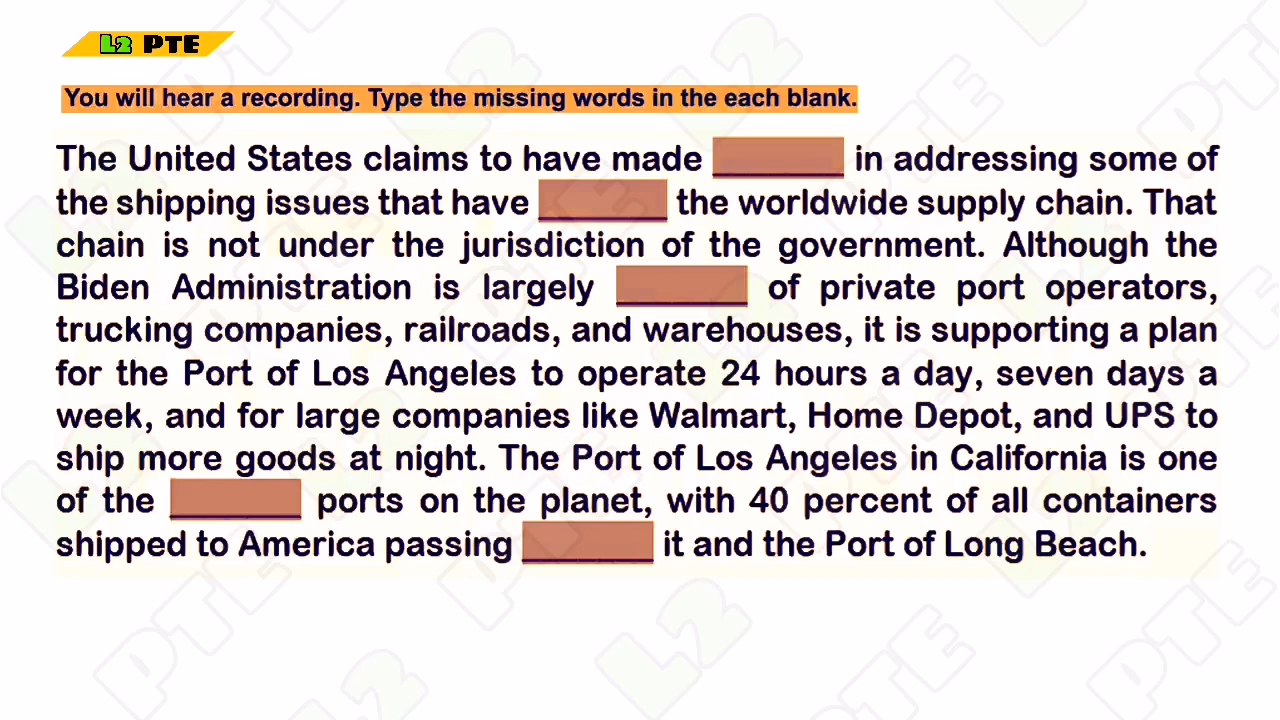 L2 PTE
You will hear a recording. Type the missing words in the each blank.
The United States claims to have made in addressing some of
the shipping issues that have the worldwide supply chain. That
chain is not under the jurisdiction of the government. Although the
Biden Administration is largely of private port operators,
trucking companies, railroads, and warehouses, it is supporting a plan
for the Port of Los Angeles to operate 24 hours a day, seven days a
week, and for large companies like Walmart, Home Depot, and UPS to
ship more goods at night. The Port of Los Angeles in California is one
of the ports on the planet, with 40 percent of all containers
shipped to America passing it and the Port of Long Beach.